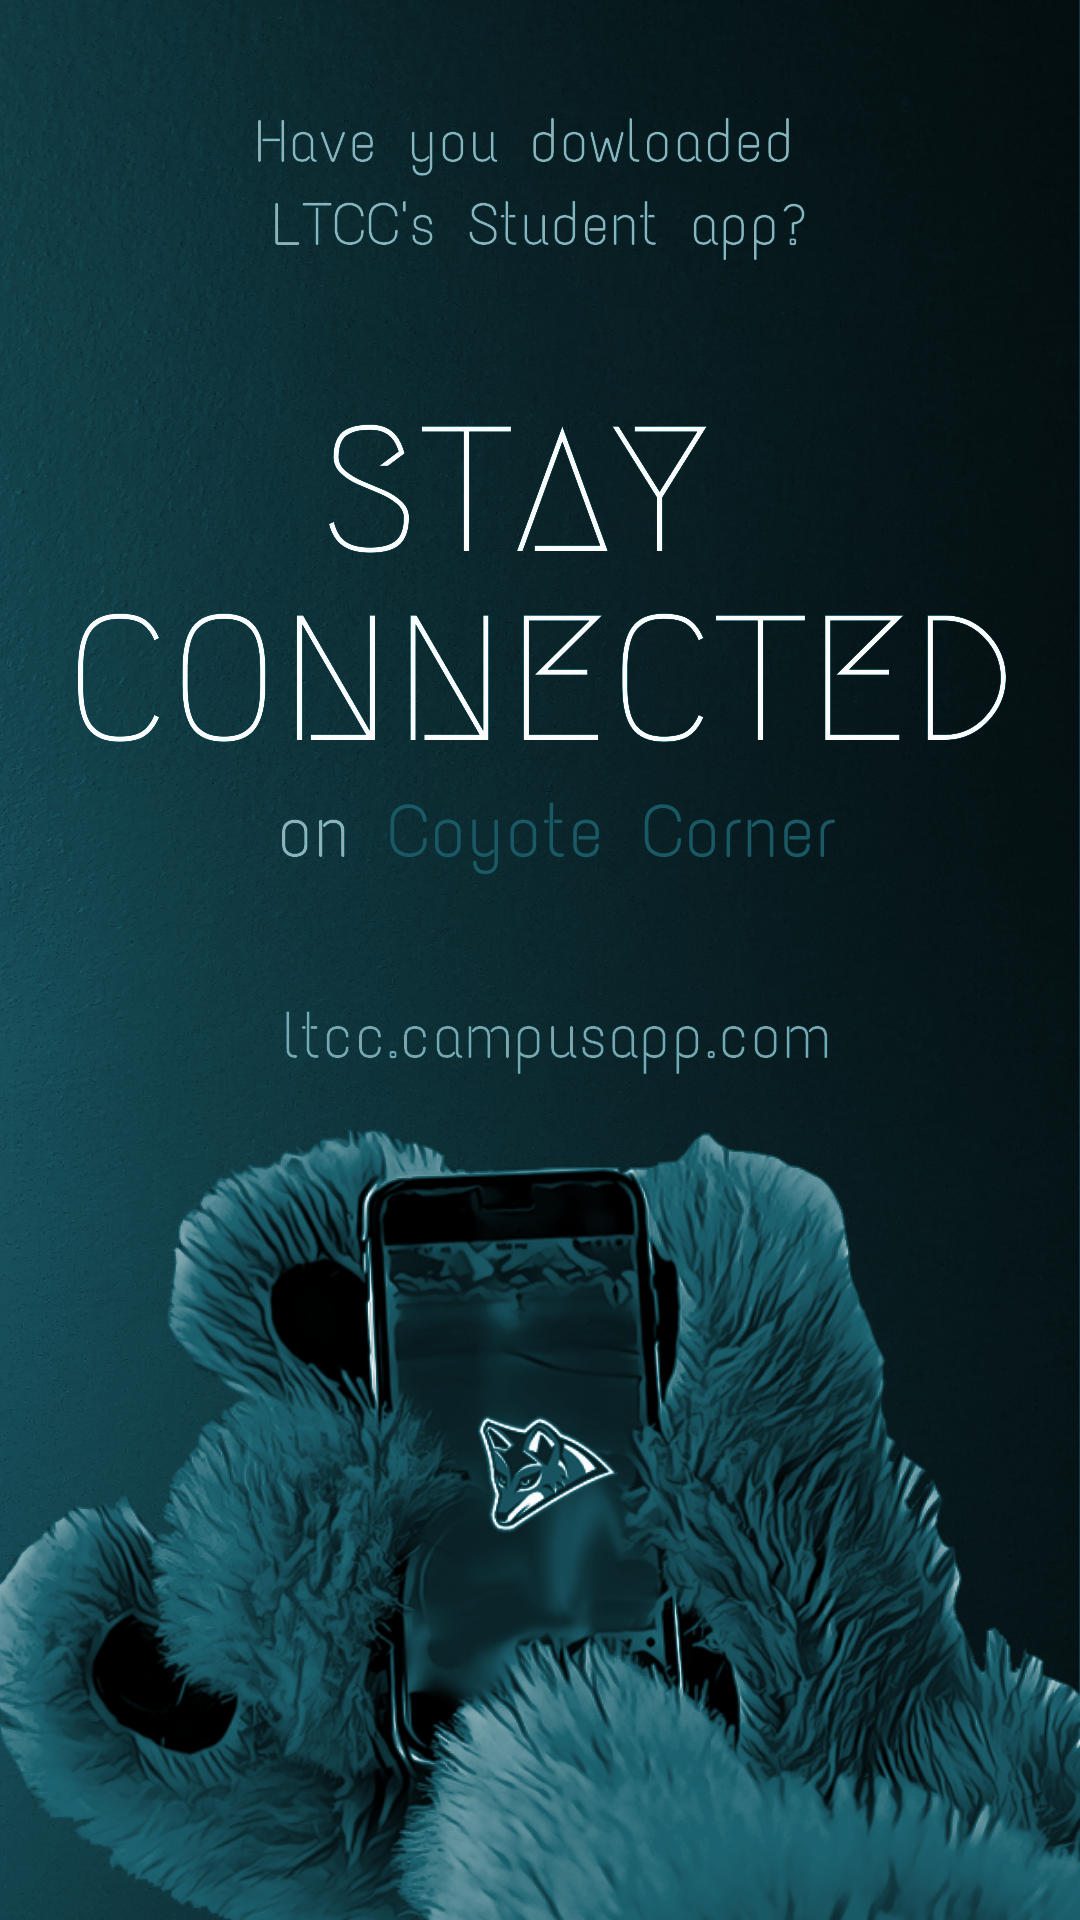 Have you dowloaded
LTCC's Student app?
STAY
CONNECTED
on Coyote Corner
ltcc.campusapp.com